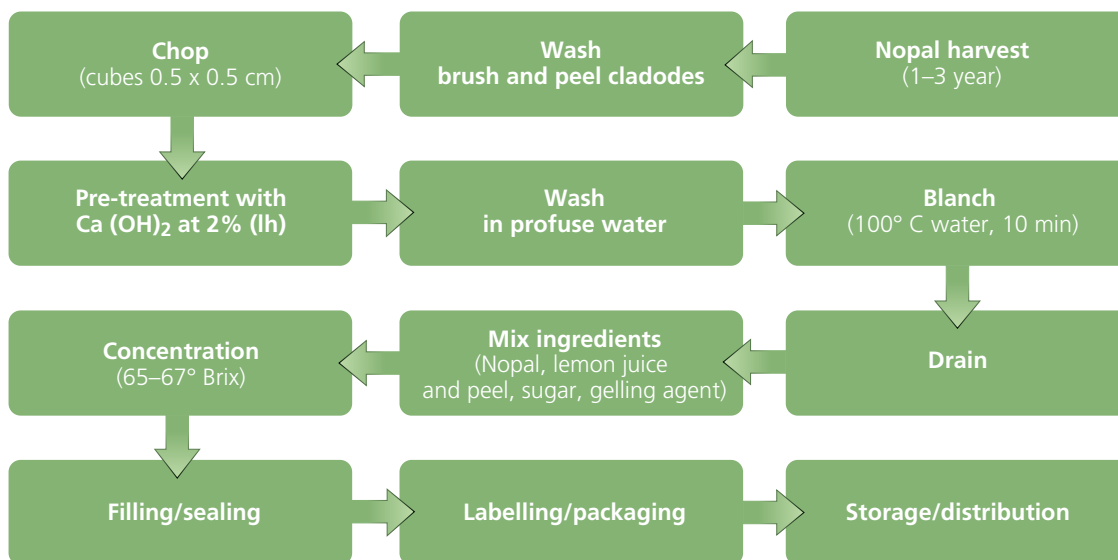 Nopal harvest
(1–3 year)
Wash
brush and peel cladodes
Chop
(cubes 0.5 x 0.5 cm)
Pre-treatment with
Ca (OH)2 at 2% (lh)
Wash
in profuse water
Blanch
(100° C water, 10 min)
Drain
Mix ingredients
(Nopal, lemon juice
and peel, sugar, gelling agent)
Concentration
(65–67° Brix)
Filling/sealing
Labelling/packaging
Storage/distribution